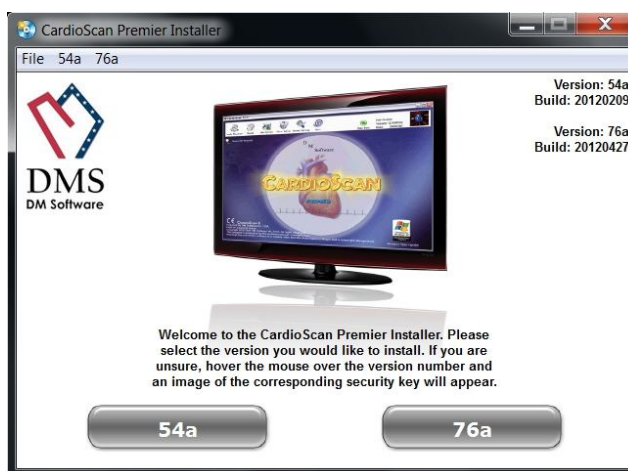 CardioScan Premier Installer
File 54a 76a
Version: 54a
Build: 20120209
Version: 76a
Build: 20120427
DMS
DM Software
CARDIOSCAN
Welcome to the CardioScan Premier Installer. Please
select the version you would like to install. If you are
unsure, hover the mouse over the version number and
an image of the corresponding security key will appear.
54a
76a